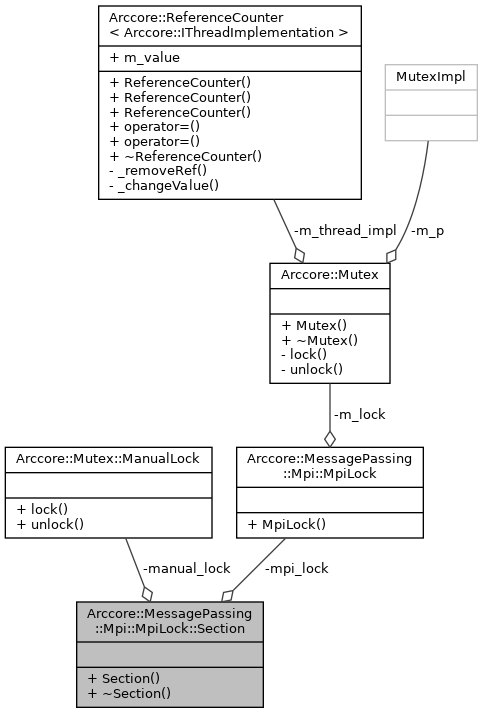 Arccore::ReferenceCounter
< Arccore::IThreadImplementation >
+ m_value
+ ReferenceCounter()
+ ReferenceCounter()
+ ReferenceCounter()
+ operator=()
+ operator=()
+ ~ReferenceCounter()
- _removeRef()
- _changeValue()
MutexImpl
-m_thread_impl
-m_p
Arccore::Mutex
+ Mutex()
+ ~Mutex()
- lock()
- unlock()
-m_lock
Arccore::Mutex::ManualLock
+ lock()
+ unlock()
Arccore::MessagePassing
::Mpi::MpiLock
+ MpiLock()
-manual_lock
-mpi_lock
Arccore::MessagePassing
::Mpi::MpiLock::Section
+ Section()
+ ~Section()